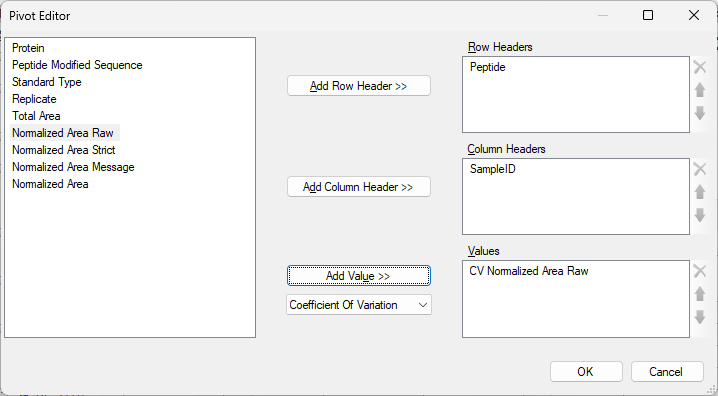 Pivot Editor
Protein
Peptide Modified Sequence
Standard Type
Replicate
Total Area
Normalized Area Raw
Normalized Area Strict
Normalized Area Message
Normalized Area
Add Row Header >>
Add Column Header >>
Add Value >>
Coefficient Of Variation
Row Headers
Peptide
Column Headers
SampleID
Values
CV Normalized Area Raw
OK
Cancel